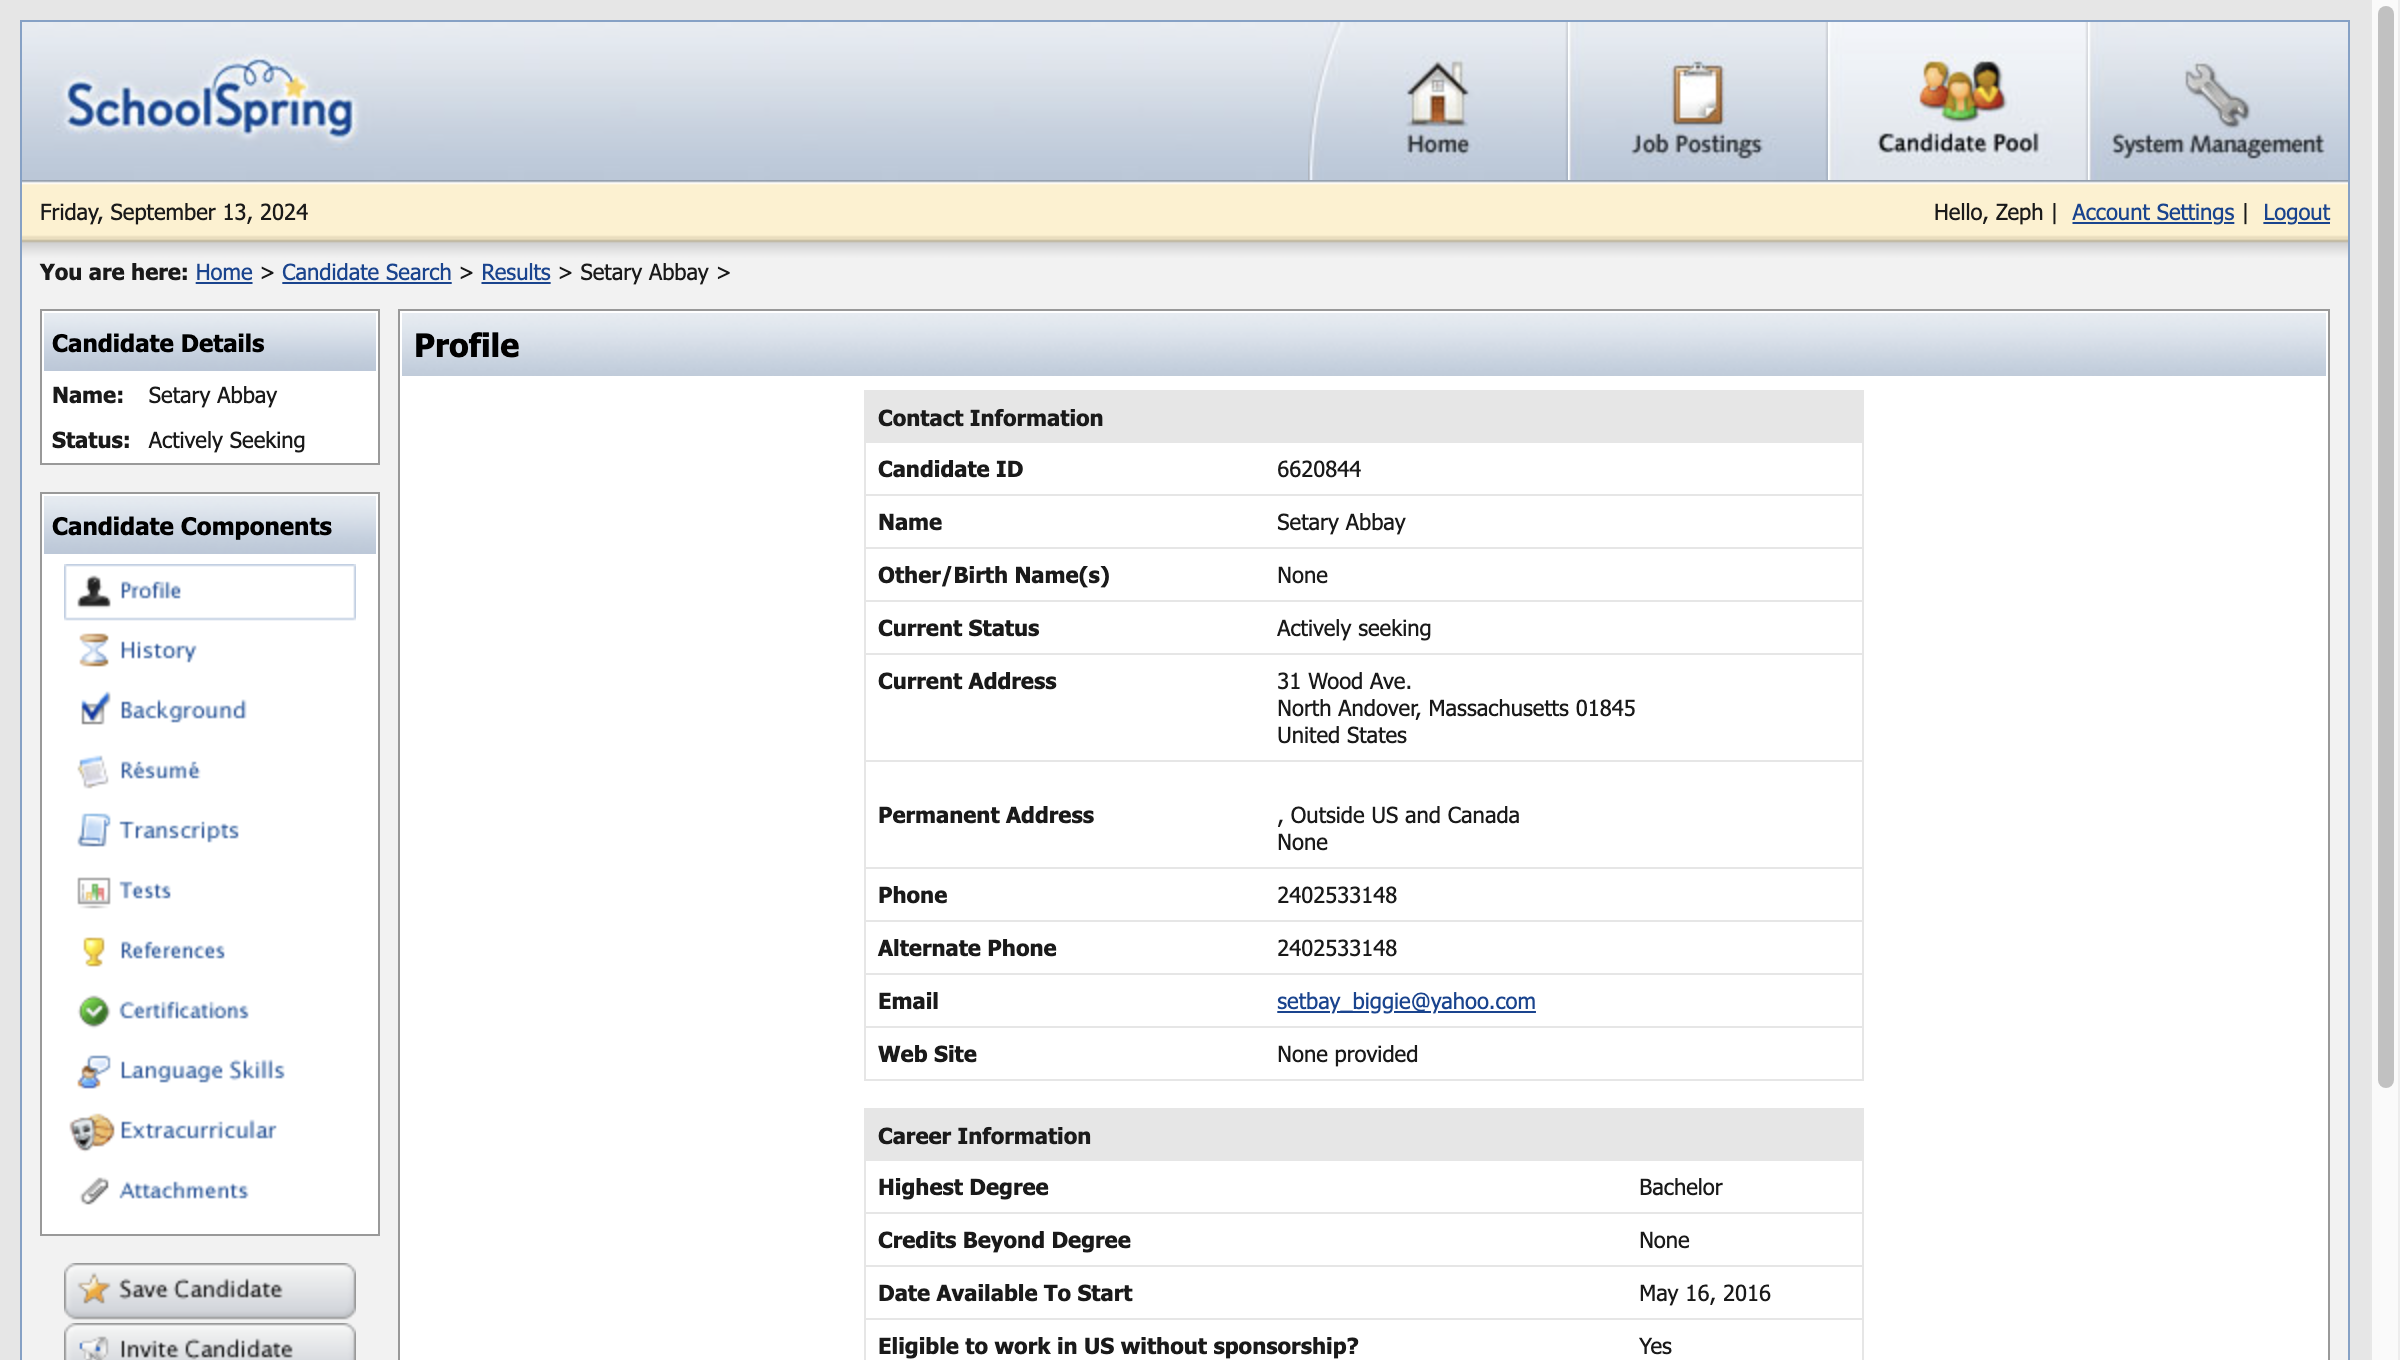 SchoolSpring
Home
Job Postings
Candidate Pool
System Management
Friday, September 13, 2024
Hello, Zeph | Account Settings | Logout
You are here: Home > Candidate Search > Results > Setary Abbay >
Candidate Details
Name: Setary Abbay
Status: Actively Seeking
Candidate Components
Profile
History
Background
Résumé
Transcripts
Tests
References
Certifications
Language Skills
Extracurricular
Attachments
Save Candidate
Invite Candidate
Profile
Contact Information
Candidate ID 6620844
Name Setary Abbay
Other/Birth Name(s) None
Current Status Actively seeking
Current Address 31 Wood Ave.
North Andover, Massachusetts 01845
United States
Permanent Address , Outside US and Canada
None
Phone 2402533148
Alternate Phone 2402533148
Email setbay_biggie@yahoo.com
Web Site None provided
Career Information
Highest Degree Bachelor
Credits Beyond Degree None
Date Available To Start May 16, 2016
Eligible to work in US without sponsorship? Yes